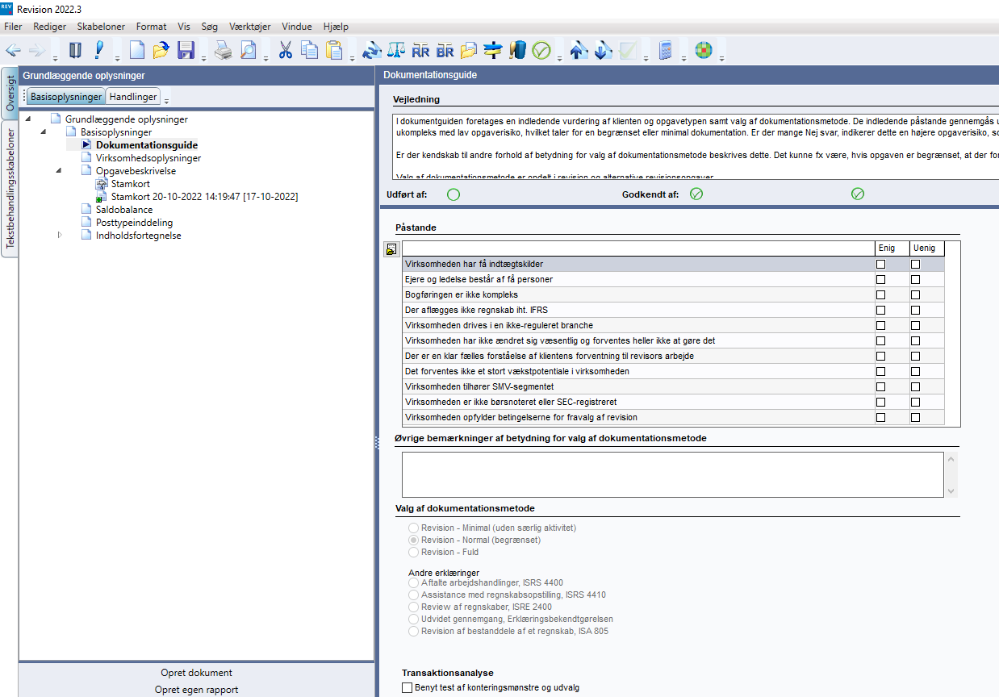 REV
Revision 2022.3
Filer Rediger Skabeloner Format Vis Søg Værktøjer Vindue Hjælp
RR BR
Oversigt
Tekstbehandlingsskabeloner
Grundlæggende oplysninger
Basisoplysninger Handlinger
Grundlæggende oplysninger
Basisoplysninger
Dokumentationsguide
Virksomhedsoplysninger
Opgavebeskrivelse
Stamkort
Stamkort 20-10-2022 14:19:47 [17-10-2022]
Saldobalance
Posttypeinddeling
Indholdsfortegnelse
Opret dokument
Opret egen rapport
Dokumentationsguide
Vejledning
I dokumentguiden foretages en indledende vurdering af klienten og opgavetypen samt valg af dokumentationsmetode. De indledende påstande gennemgås u
ukompleks med lav opgaverisiko, hvilket taler for en begrænset eller minimal dokumentation. Er der mange Nej svar, indikerer dette en højere opgaverisiko, sc
Er der kendskab til andre forhold af betydning for valg af dokumentationsmetode beskrives dette. Det kunne fx være, hvis opgaven er begrænset, at der for
Valg af dokumentationsmetode er opdelt i revision og alternative revisionsopgaver
Udført af: Godkendt af:
Påstande
Enig Uenig
Virksomheden har få indtægtskilder
Ejere og ledelse består af få personer
Bogføringen er ikke kompleks
Der aflægges ikke regnskab iht. IFRS
Virksomheden drives i en ikke-reguleret branche
Virksomheden har ikke ændret sig væsentlig og forventes heller ikke at gøre det
Der er en klar fælles forståelse af klientens forventning til revisors arbejde
Det forventes ikke et stort vækstpotentiale i virksomheden
Virksomheden tilhører SMV-segmentet
Virksomheden er ikke børsnoteret eller SEC-registreret
Virksomheden opfylder betingelserne for fravalg af revision
Øvrige bemærkninger af betydning for valg af dokumentationsmetode
Valg af dokumentationsmetode
Revision - Minimal (uden særlig aktivitet)
Revision - Normal (begrænset)
Revision - Fuld
Andre erklæringer
Aftalte arbejdshandlinger, ISRS 4400
Assistance med regnskabsopstilling, ISRS 4410
Review af regnskaber, ISRE 2400
Udvidet gennemgang, Erklæringsbekendtgørelsen
Revision af bestanddele af et regnskab, ISA 805
Transaktionsanalyse
Benyt test af konteringsmønstre og udvalg